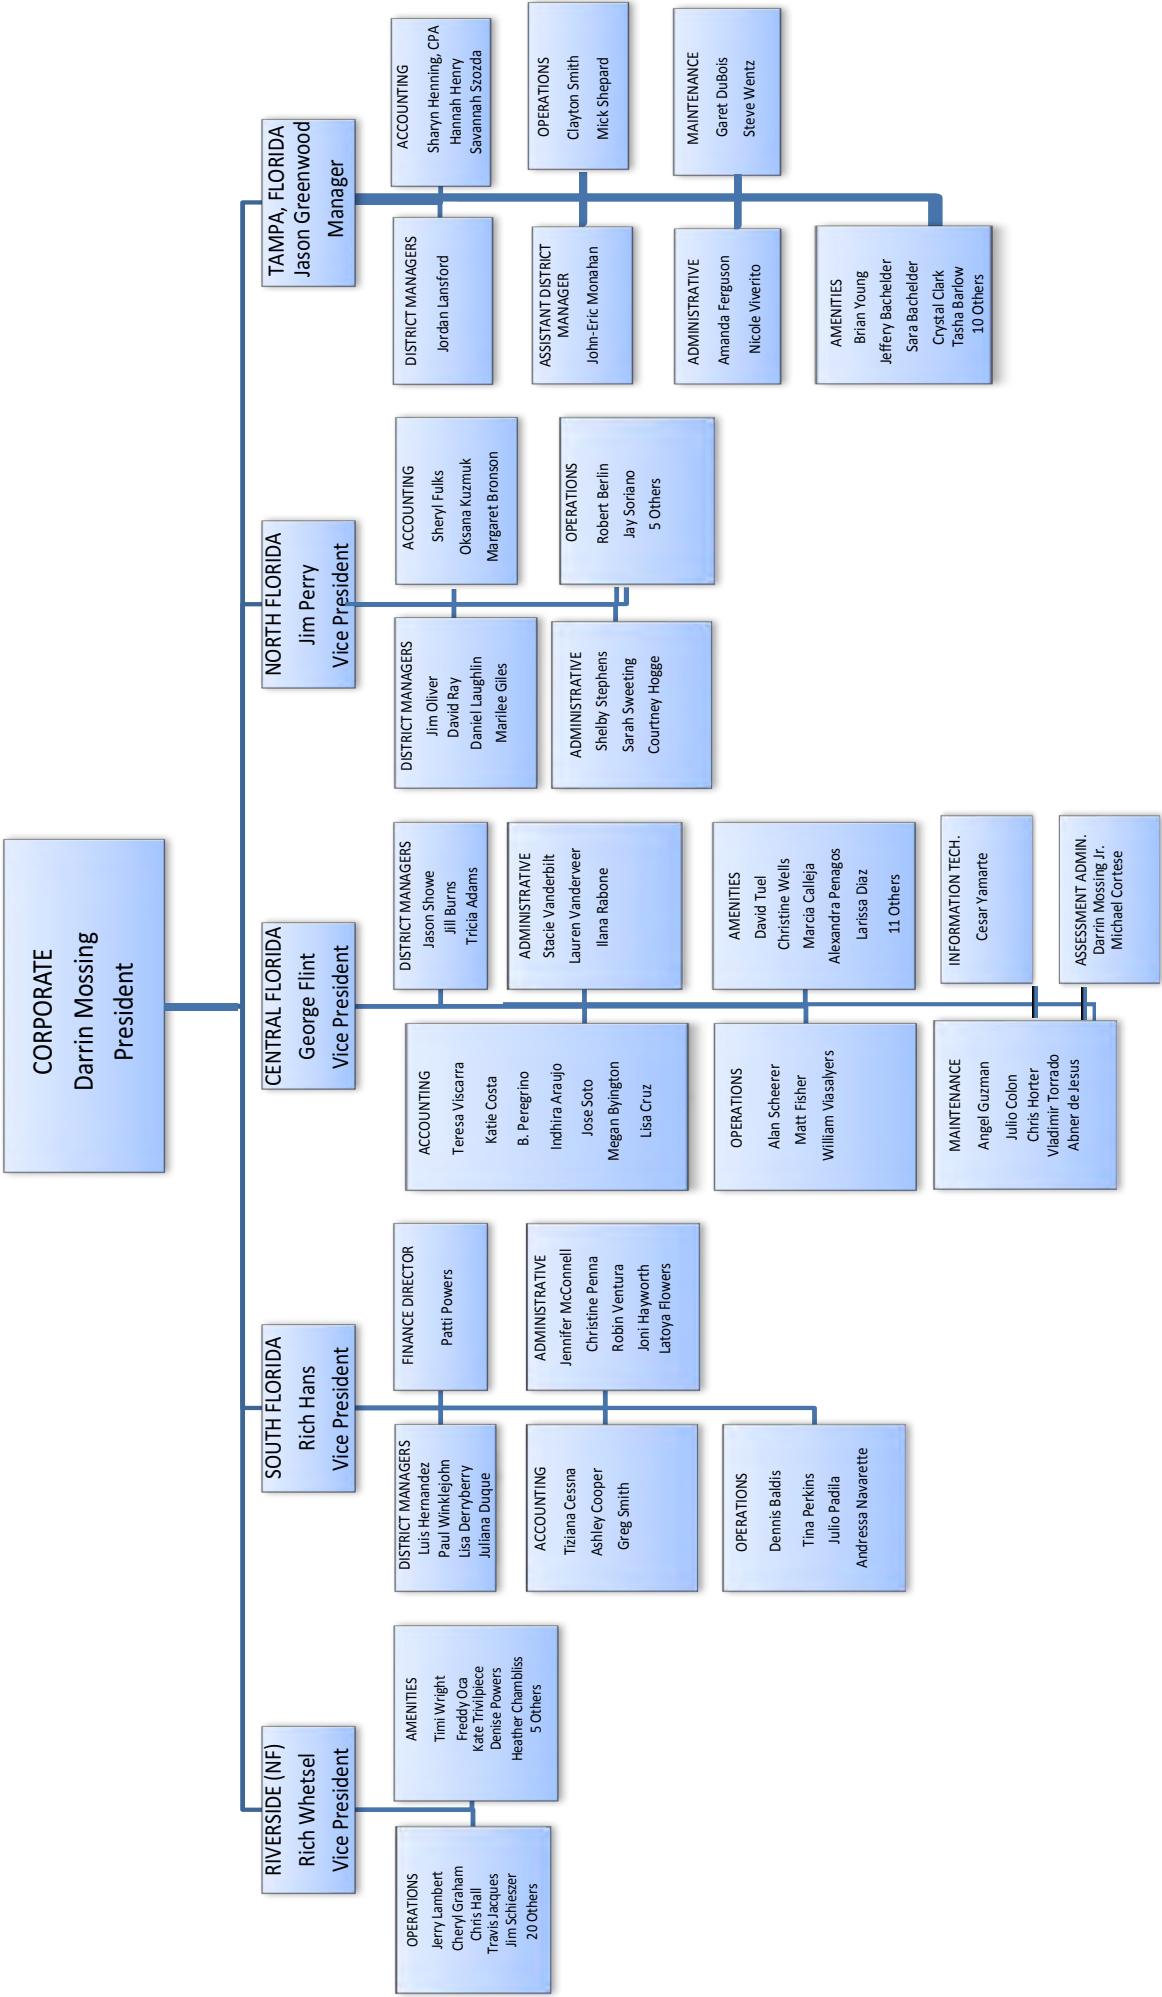 CORPORATE
Darrin Mossing
President
RIVERSIDE (NF)
Rich Whetsel
Vice President
OPERATIONS
Jerry Lambert
Cheryl Graham
Chris Hall
Travis Jacques
Jim Schieszer
20 Others
AMENITIES
Timi Wright
Freddy Oca
Kate Trivilpiece
Denise Powers
Heather Chambliss
5 Others
SOUTH FLORIDA
Rich Hans
Vice President
DISTRICT MANAGERS
Luis Hernandez
Paul Winklejohn
Lisa Derryberry
Juliana Duque
FINANCE DIRECTOR
Patti Powers
ACCOUNTING
Tiziana Cessna
Ashley Cooper
Greg Smith
ADMINISTRATIVE
Jennifer McConnell
Christine Penna
Robin Ventura
Joni Hayworth
Latoya Flowers
OPERATIONS
Dennis Baldis
Tina Perkins
Julio Padila
Andressa Navarette
CENTRAL FLORIDA
George Flint
Vice President
ACCOUNTING
Teresa Viscarra
Katie Costa
B. Peregrino
Indhira Araujo
Jose Soto
Megan Byington
Lisa Cruz
DISTRICT MANAGERS
Jason Showe
Jill Burns
Tricia Adams
ADMINISTRATIVE
Stacie Vanderbilt
Lauren Vanderveer
Ilana Rabone
OPERATIONS
Alan Scheerer
Matt Fisher
William Viasalyers
AMENITIES
David Tuel
Christine Wells
Marcia Calleja
Alexandra Penagos
Larissa Diaz
11 Others
MAINTENANCE
Angel Guzman
Julio Colon
Chris Horter
Vladimir Torrado
Abner de Jesus
INFORMATION TECH.
Cesar Yamarte
ASSESSMENT ADMIN.
Darrin Mossing Jr.
Michael Cortese
NORTH FLORIDA
Jim Perry
Vice President
DISTRICT MANAGERS
Jim Oliver
David Ray
Daniel Laughlin
Marilee Giles
ACCOUNTING
Sheryl Fulks
Oksana Kuzmuk
Margaret Bronson
ADMINISTRATIVE
Shelby Stephens
Sarah Sweeting
Courtney Hogge
OPERATIONS
Robert Berlin
Jay Soriano
5 Others
TAMPA, FLORIDA
Jason Greenwood
Manager
DISTRICT MANAGERS
Jordan Lansford
ACCOUNTING
Sharyn Henning, CPA
Hannah Henry
Savannah Szozda
ASSISTANT DISTRICT
MANAGER
John-Eric Monahan
OPERATIONS
Clayton Smith
Mick Shepard
ADMINISTRATIVE
Amanda Ferguson
Nicole Viverito
MAINTENANCE
Garet DuBois
Steve Wentz
AMENITIES
Brian Young
Jeffery Bachelder
Sara Bachelder
Crystal Clark
Tasha Barlow
10 Others